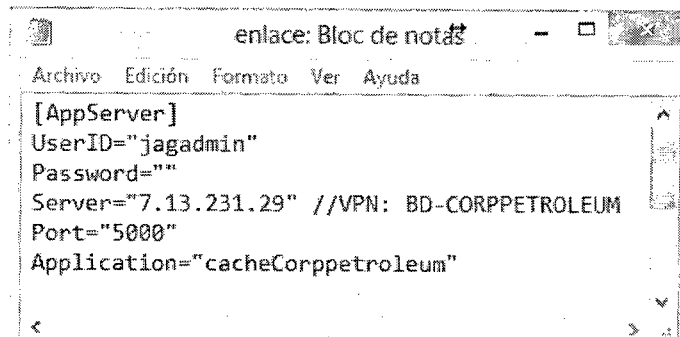 enlace: Bloc de notas
Archivo Edición Formato Ver Ayuda
[AppServer]
UserID="jagadmin"
Password=""
Server="7.13.231.29" //VPN: BD-CORPPETROLEUM
Port="5000"
Application="cacheCorppetroleum"